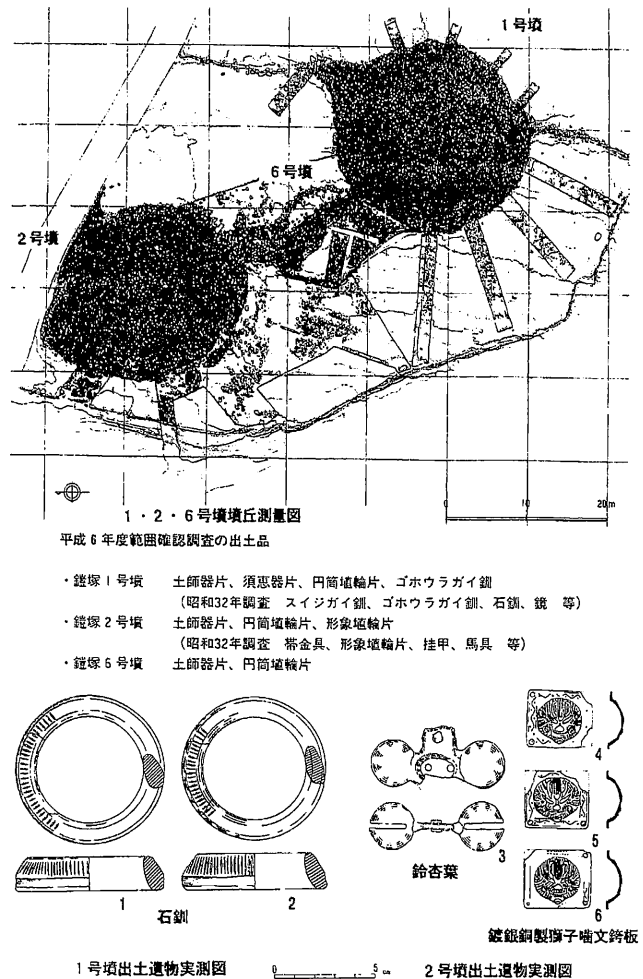 1号墳
6号墳
2号墳
0 10 20m
1・2・6号墳墳丘測量図
平成6年度範囲確認調査の出土品
・鎧塚1号墳 土師器片、須恵器片、円筒埴輪片、ゴホウラガイ釧
(昭和32年調査 スイジガイ釧、ゴホウラガイ釧、石釧、鏡 等)
・鎧塚2号墳 土師器片、円筒埴輪片、形象埴輪片
(昭和32年調査 帯金具、形象埴輪片、挂甲、馬具 等)
・鎧塚6号墳 土師器片、円筒埴輪片
4
3
5
鈴杏葉
1 2
6
石釧
鍍銀銅製獅子噛文銙板
1号墳出土遺物実測図 0 5cm 2号墳出土遺物実測図